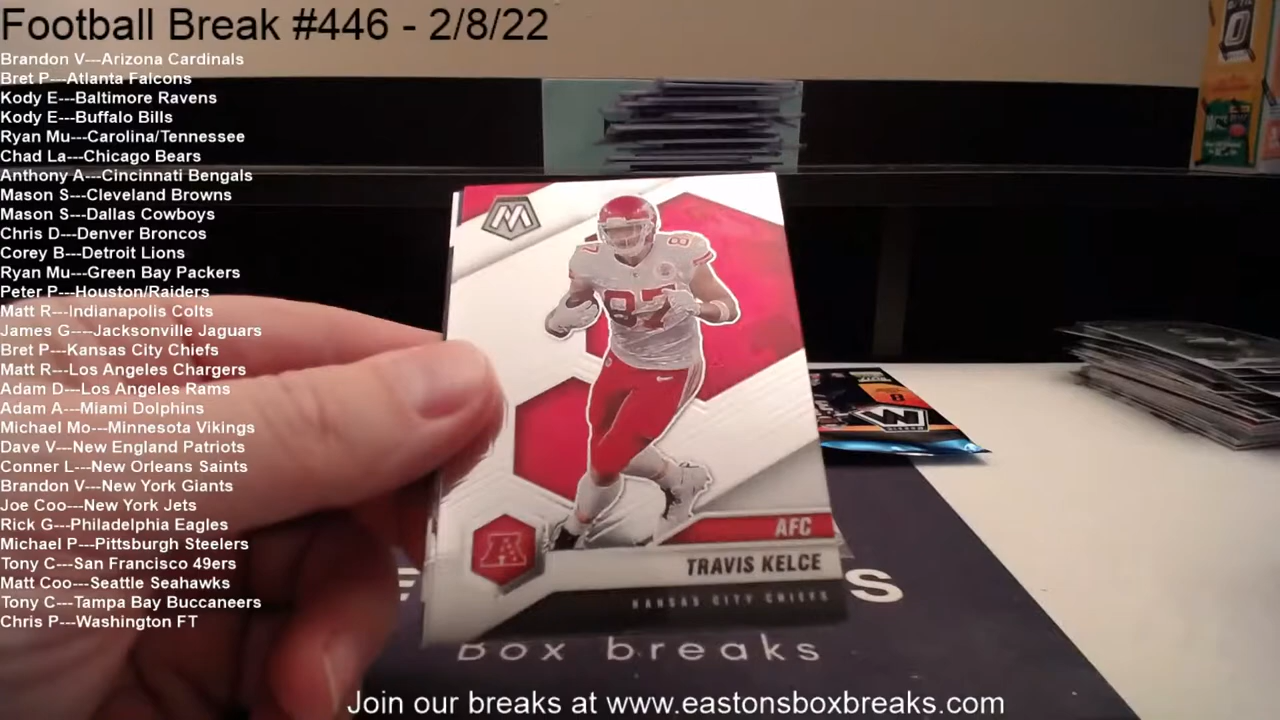 Football Break #446 - 2/8/22
Brandon V---Arizona Cardinals
Bret P---Atlanta Falcons
Kody E---Baltimore Ravens
Kody E---Buffalo Bills
Ryan Mu---Carolina/Tennessee
Chad La---Chicago Bears
Anthony A---Cincinnati Bengals
Mason S---Cleveland Browns
Mason S---Dallas Cowboys
Chris D---Denver Broncos
Corey B---Detroit Lions
Ryan Mu---Green Bay Packers
Peter P---Houston/Raiders
Matt R---Indianapolis Colts
James G----Jacksonville Jaguars
Bret P---Kansas City Chiefs
Matt R---Los Angeles Chargers
Adam D---Los Angeles Rams
Adam A---Miami Dolphins
Michael Mo---Minnesota Vikings
Dave V---New England Patriots
Conner L---New Orleans Saints
Brandon V---New York Giants
Joe Coo---New York Jets
Rick G---Philadelphia Eagles
Michael P---Pittsburgh Steelers
Tony C---San Francisco 49ers
Matt Coo---Seattle Seahawks
Tony C---Tampa Bay Buccaneers
Chris P---Washington FT
M
87
87
87
A
AFC
TRAVIS KELCE
KANSAS CITY CHIEFS
8
S
Box breaks
Join our breaks at www.eastonsboxbreaks.com